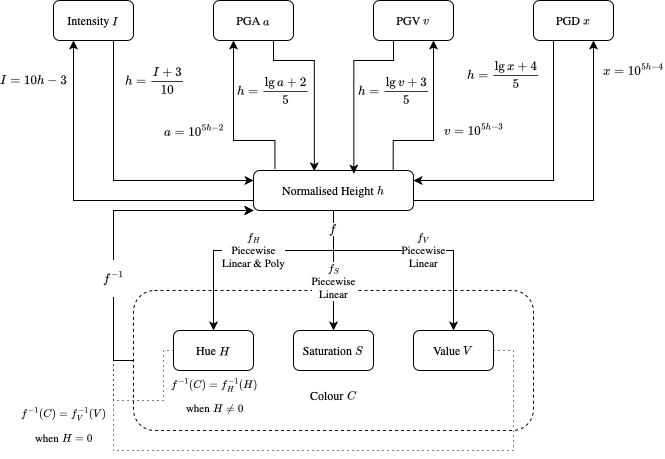 Intensity I
PGA a
PGV v
PGD x
I = 10h − 3
h = \frac{I + 3}{10}
h = \frac{\lg a + 2}{5}
h = \frac{\lg v + 3}{5}
h = \frac{\lg x + 4}{5}
x = 10^{5h−4}
a = 10^{5h−2}
v = 10^{5h−3}
Normalised Height h
f
f_H
Piecewise
Linear & Poly
f_S
Piecewise
Linear
f_V
Piecewise
Linear
f^{−1}
Hue H
Saturation S
Value V
f^{−1}(C) = f_H^{−1}(H)
when H ≠ 0
Colour C
f^{−1}(C) = f_V^{−1}(V)
when H = 0